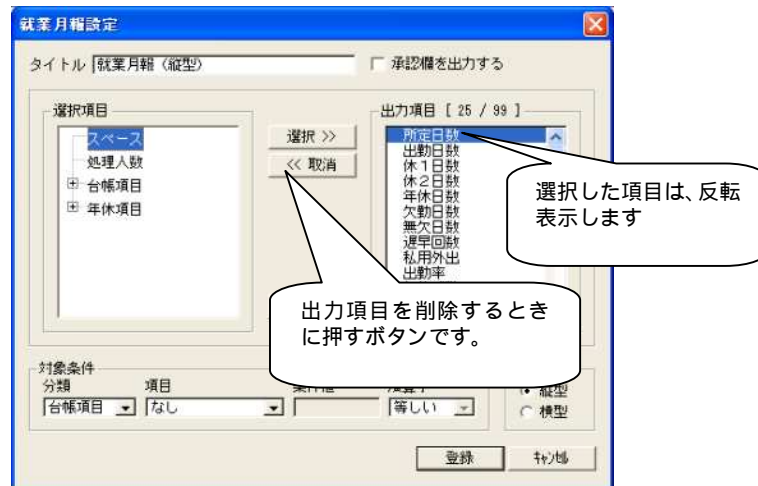 就業月報設定
タイトル 就業月報（縦型） 承認欄を出力する
選択項目
スペース
処理人数
台帳項目
年休項目
選択 >>
<< 取消
出力項目 [ 25 / 99 ]
所定日数
出勤日数
休１日数
休２日数
年休日数
欠勤日数
無欠日数
遅早回数
私用外出
出勤率
選択した項目は、反転
表示します
出力項目を削除するとき
に押すボタンです。
対象条件
分類 項目
台帳項目 なし 等しい
縦型
横型
登録 ｷｬﾝｾﾙ